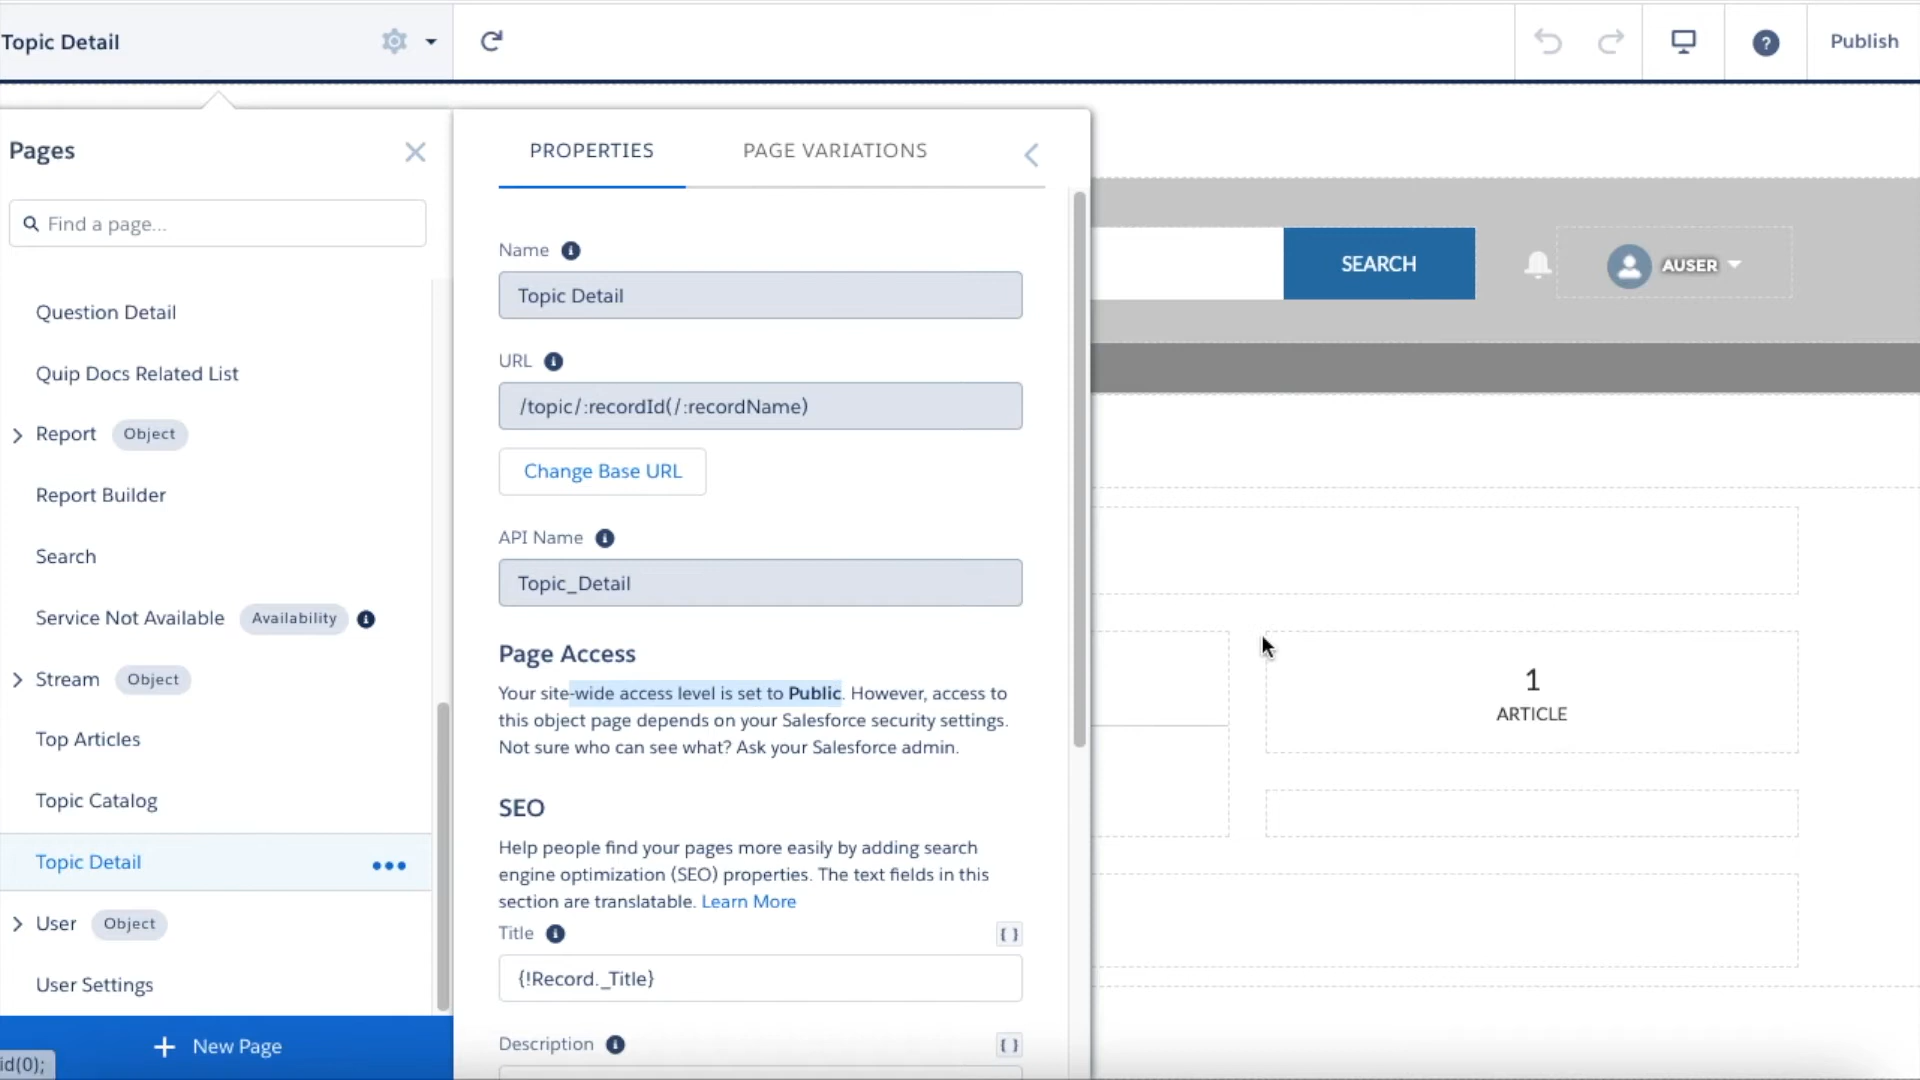 Topic Detail
?
Publish
Pages
Find a page...
Question Detail
Quip Docs Related List
Report Object
Report Builder
Search
Service Not Available Availability i
Stream Object
Top Articles
Topic Catalog
Topic Detail
User Object
User Settings
+ New Page
id(0);
PROPERTIES
PAGE VARIATIONS
Name i
Topic Detail
URL i
/topic/:recordId(/:recordName)
Change Base URL
API Name i
Topic_Detail
Page Access
Your site-wide access level is set to Public. However, access to
this object page depends on your Salesforce security settings.
Not sure who can see what? Ask your Salesforce admin.
SEO
Help people find your pages more easily by adding search
engine optimization (SEO) properties. The text fields in this
section are translatable. Learn More
Title i { }
{!Record._Title}
Description i { }
SEARCH
AUSER
1
ARTICLE